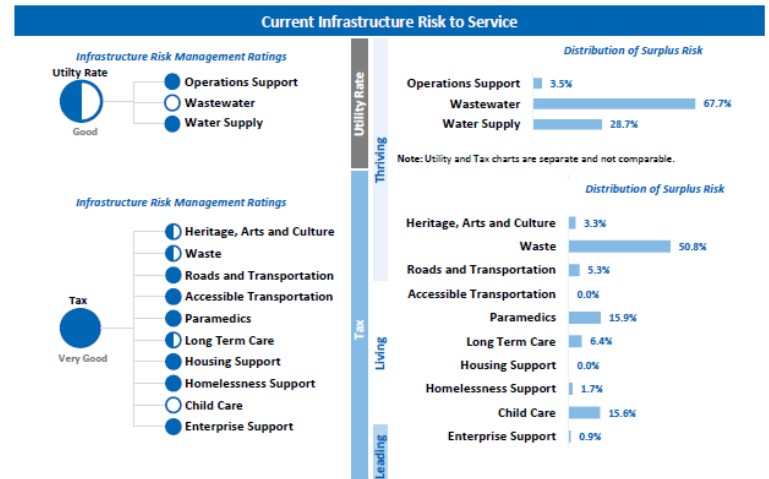 Current Infrastructure Risk to Service
Infrastructure Risk Management Ratings
Utilty Rate
Good
Operations Support
Wastewater
Water Supply
Utility Rate
Thriving
Distribution of Surplus Risk
Operations Support 3.5%
Wastewater 67.7%
Water Supply 28.7%
Note: Utility and Tax charts are separate and not comparable.
Infrastructure Risk Management Ratings
Tax
Very Good
Heritage, Arts and Culture
Waste
Roads and Transportation
Accessible Transportation
Paramedics
Long Term Care
Housing Support
Homelessness Support
Child Care
Enterprise Support
Tax
Living
Leading
Distribution of Surplus Risk
Heritage, Arts and Culture 3.3%
Waste 50.8%
Roads and Transportation 5.3%
Accessible Transportation 0.0%
Paramedics 15.9%
Long Term Care 6.4%
Housing Support 0.0%
Homelessness Support 1.7%
Child Care 15.6%
Enterprise Support 0.9%